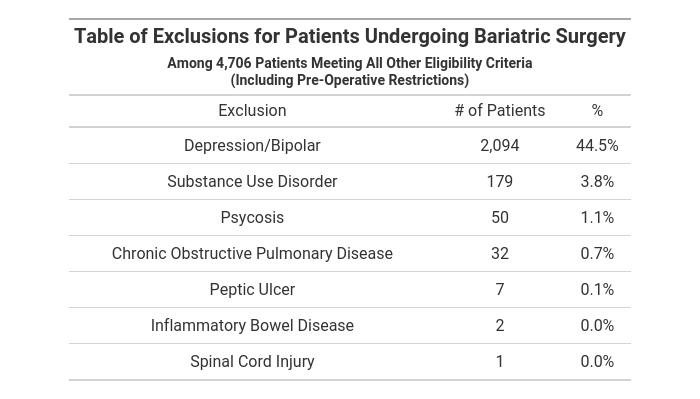 Table of Exclusions for Patients Undergoing Bariatric Surgery
Among 4,706 Patients Meeting All Other Eligibility Criteria
(Including Pre-Operative Restrictions)
Exclusion # of Patients %
Depression/Bipolar 2,094 44.5%
Substance Use Disorder 179 3.8%
Psycosis 50 1.1%
Chronic Obstructive Pulmonary Disease 32 0.7%
Peptic Ulcer 7 0.1%
Inflammatory Bowel Disease 2 0.0%
Spinal Cord Injury 1 0.0%